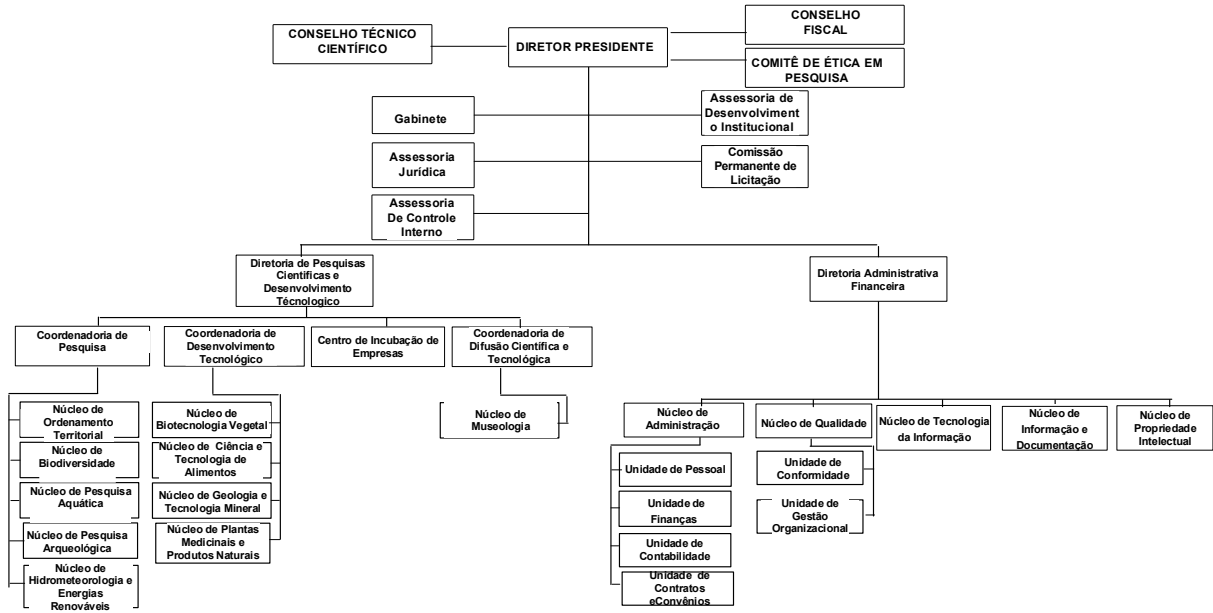 CONSELHO TÉCNICO
CIENTÍFICO
DIRETOR PRESIDENTE
CONSELHO
FISCAL
COMITÊ DE ÉTICA EM
PESQUISA
Gabinete
Assessoria de
Desenvolviment
o Institucional
Assessoria
Jurídica
Comissão
Permanente de
Licitação
Assessoria
De Controle
Interno
Diretoria de Pesquisas
Cientificas e
Desenvolvimento
Técnologico
Diretoria Administrativa
Financeira
Coordenadoria de
Pesquisa
Coordenadoria de
Desenvolvimento
Tecnológico
Centro de Incubação de
Empresas
Coordenadoria de
Difusão Científica e
Tecnológica
Núcleo de
Ordenamento
Territorial
Núcleo de
Biodiversidade
Núcleo de Pesquisa
Aquática
Núcleo de Pesquisa
Arqueológica
Núcleo de
Hidrometeorologia e
Energias
Renováveis
Núcleo de
Biotecnologia Vegetal
Núcleo de Ciência e
Tecnologia de
Alimentos
Núcleo de Geologia e
Tecnologia Mineral
Núcleo de Plantas
Medicinais e
Produtos Naturais
Núcleo de
Museologia
Núcleo de
Administração
Núcleo de Qualidade
Núcleo de Tecnologia
da Informação
Núcleo de
Informação e
Documentação
Núcleo de
Propriedade
Intelectual
Unidade de Pessoal
Unidade de
Finanças
Unidade de
Contabilidade
Unidade de
Contratos
eConvênios
Unidade de
Conformidade
Unidade de
Gestão
Organizacional